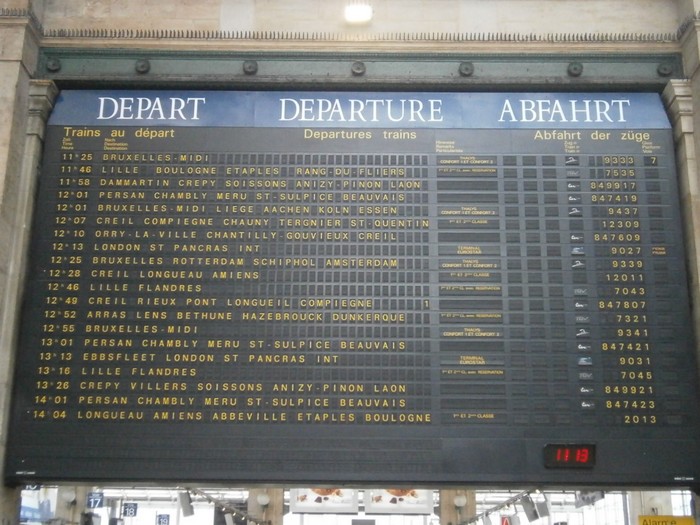 DEPART DEPARTURE ABFAHRT
Trains au départ Departures trains Abfahrt der züge
11 25 BRUXELLES-MIDI 9333 7
11 46 LILLE BOULOGNE ETAPLES RANG-DU-FLIERS 7535
11 58 DAMMARTIN CREPY SOISSONS ANIZY-PINON LAON 849917
12 01 PERSAN CHAMBLY MERU ST-SULPICE BEAUVAIS 847419
12 01 BRUXELLES-MIDI LIEGE AACHEN KOLN ESSEN 9437
12 07 CREIL COMPIEGNE CHAUNY TERGNIER ST-QUENTIN 12309
12 10 ORRY-LA-VILLE CHANTILLY-GOUVIEUX CREIL 847609
12 13 LONDON ST PANCRAS INT TERMINAL EUROSTAR 9027
12 25 BRUXELLES ROTTERDAM SCHIPHOL AMSTERDAM 9339
12 28 CREIL LONGUEAU AMIENS 12011
12 46 LILLE FLANDRES 7043
12 49 CREIL RIEUX PONT LONGUEIL COMPIEGNE 1 847807
12 52 ARRAS LENS BETHUNE HAZEBROUCK DUNKERQUE 7321
12 55 BRUXELLES-MIDI 9341
13 01 PERSAN CHAMBLY MERU ST-SULPICE BEAUVAIS 847421
13 13 EBBSFLEET LONDON ST PANCRAS INT TERMINAL EUROSTAR 9031
13 16 LILLE FLANDRES 7045
13 26 CREPY VILLERS SOISSONS ANIZY-PINON LAON 849921
14 01 PERSAN CHAMBLY MERU ST-SULPICE BEAUVAIS 847423
14 04 LONGUEAU AMIENS ABBEVILLE ETAPLES BOULOGNE 2013
11 13
17
19